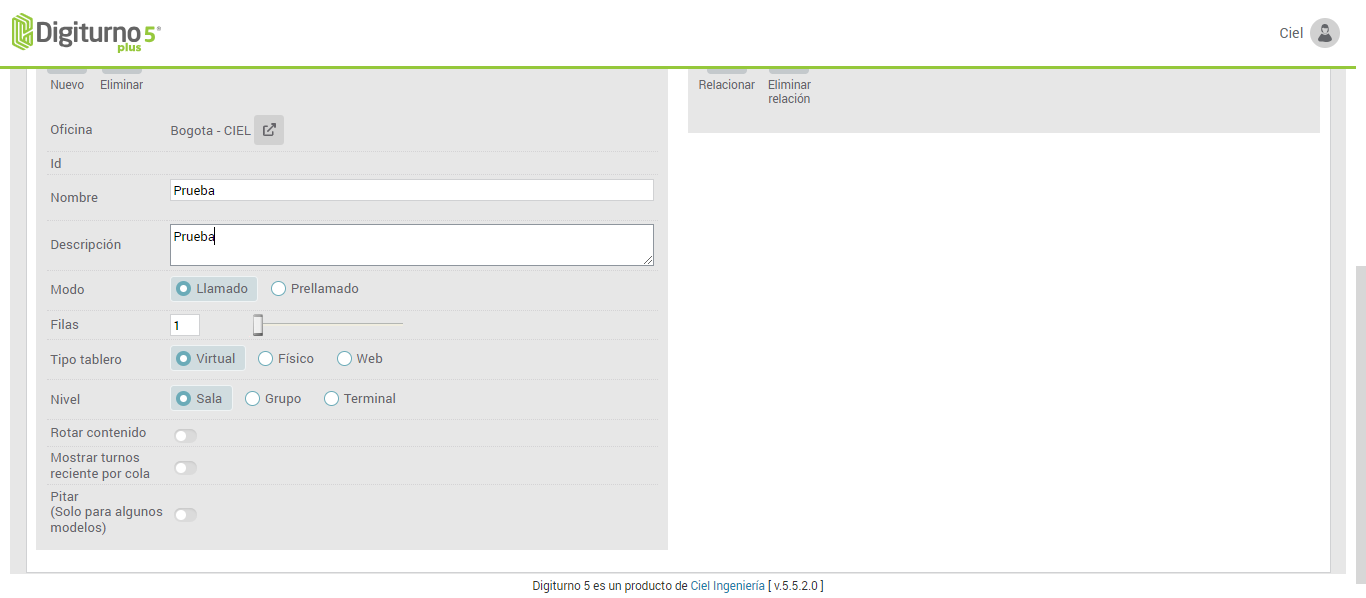 Digiturno 5®
plus
Ciel
Nuevo Eliminar
Relacionar Eliminar
relación
Oficina Bogota - CIEL
Id
Nombre Prueba
Descripción Prueba
Modo Llamado Prellamado
Filas 1
Tipo tablero Virtual Físico Web
Nivel Sala Grupo Terminal
Rotar contenido
Mostrar turnos
reciente por cola
Pitar
(Solo para algunos
modelos)
Digiturno 5 es un producto de Ciel Ingeniería [ v.5.5.2.0 ]